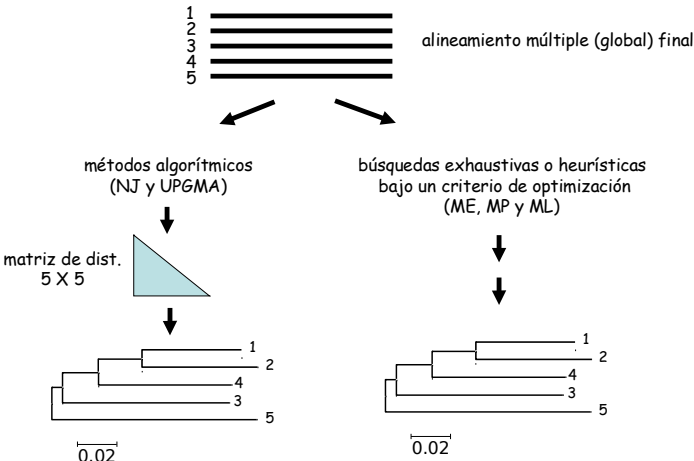 1
2
3
4
5
alineamiento múltiple (global) final
métodos algorítmicos
(NJ y UPGMA)
búsquedas exhaustivas o heurísticas
bajo un criterio de optimización
(ME, MP y ML)
matriz de dist.
5 X 5
1
2
4
3
5
0.02
1
2
4
3
5
0.02